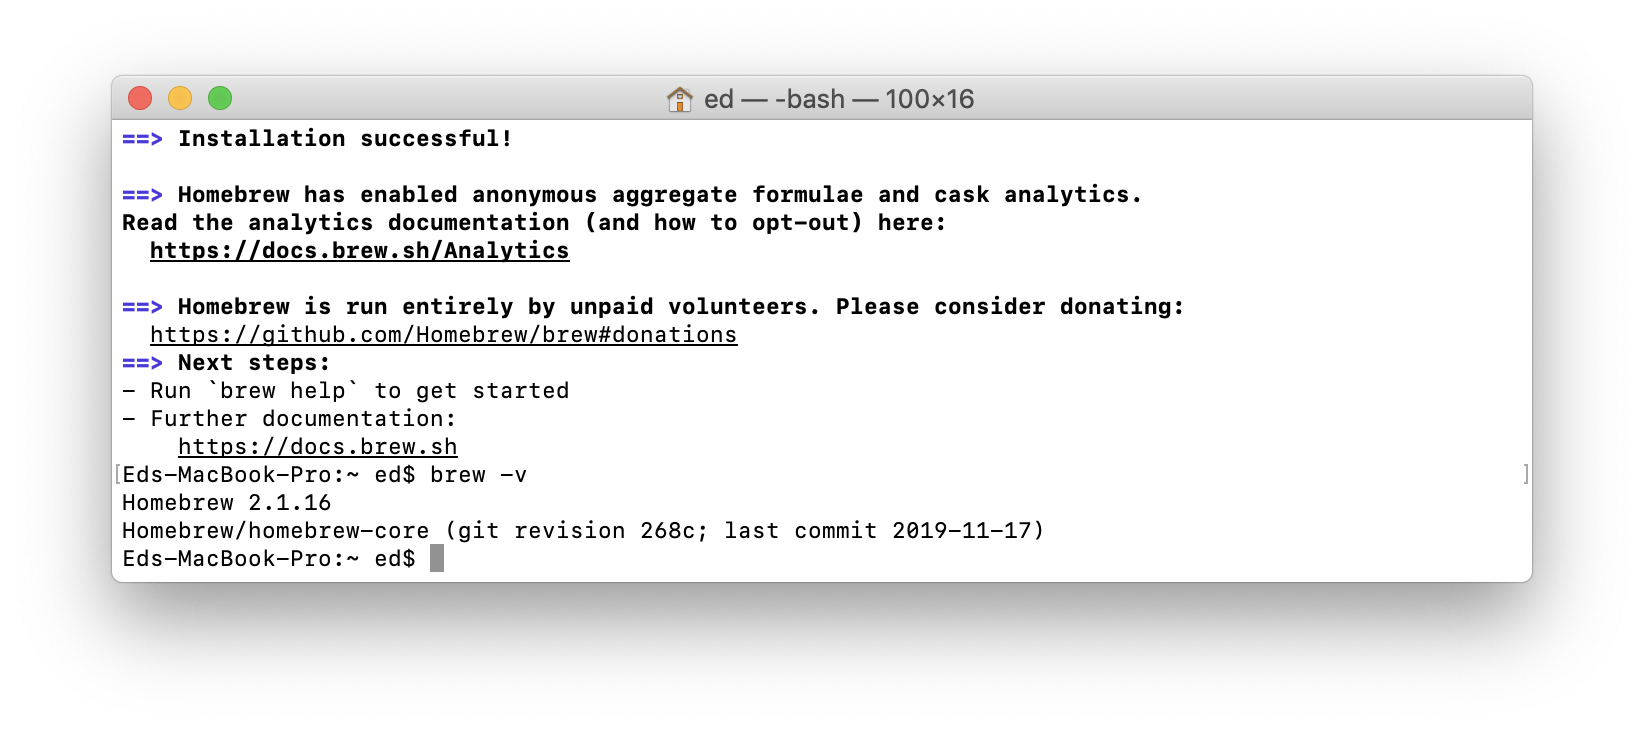 ed — -bash — 100×16
==> Installation successful!
==> Homebrew has enabled anonymous aggregate formulae and cask analytics.
Read the analytics documentation (and how to opt-out) here:
  https://docs.brew.sh/Analytics
==> Homebrew is run entirely by unpaid volunteers. Please consider donating:
  https://github.com/Homebrew/brew#donations
==> Next steps:
- Run `brew help` to get started
- Further documentation:
    https://docs.brew.sh
[Eds-MacBook-Pro:~ ed$ brew -v ]
Homebrew 2.1.16
Homebrew/homebrew-core (git revision 268c; last commit 2019-11-17)
Eds-MacBook-Pro:~ ed$